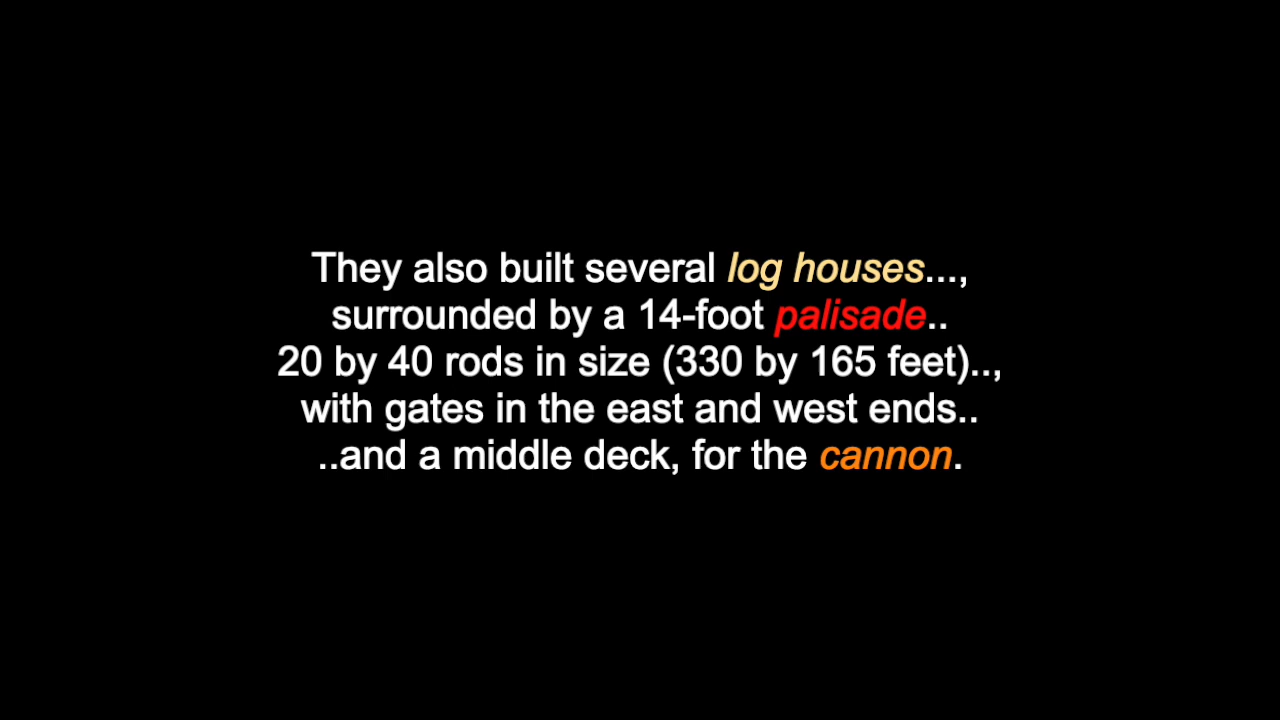 They also built several log houses...,
surrounded by a 14-foot palisade..
20 by 40 rods in size (330 by 165 feet)..,
with gates in the east and west ends..
..and a middle deck, for the cannon.